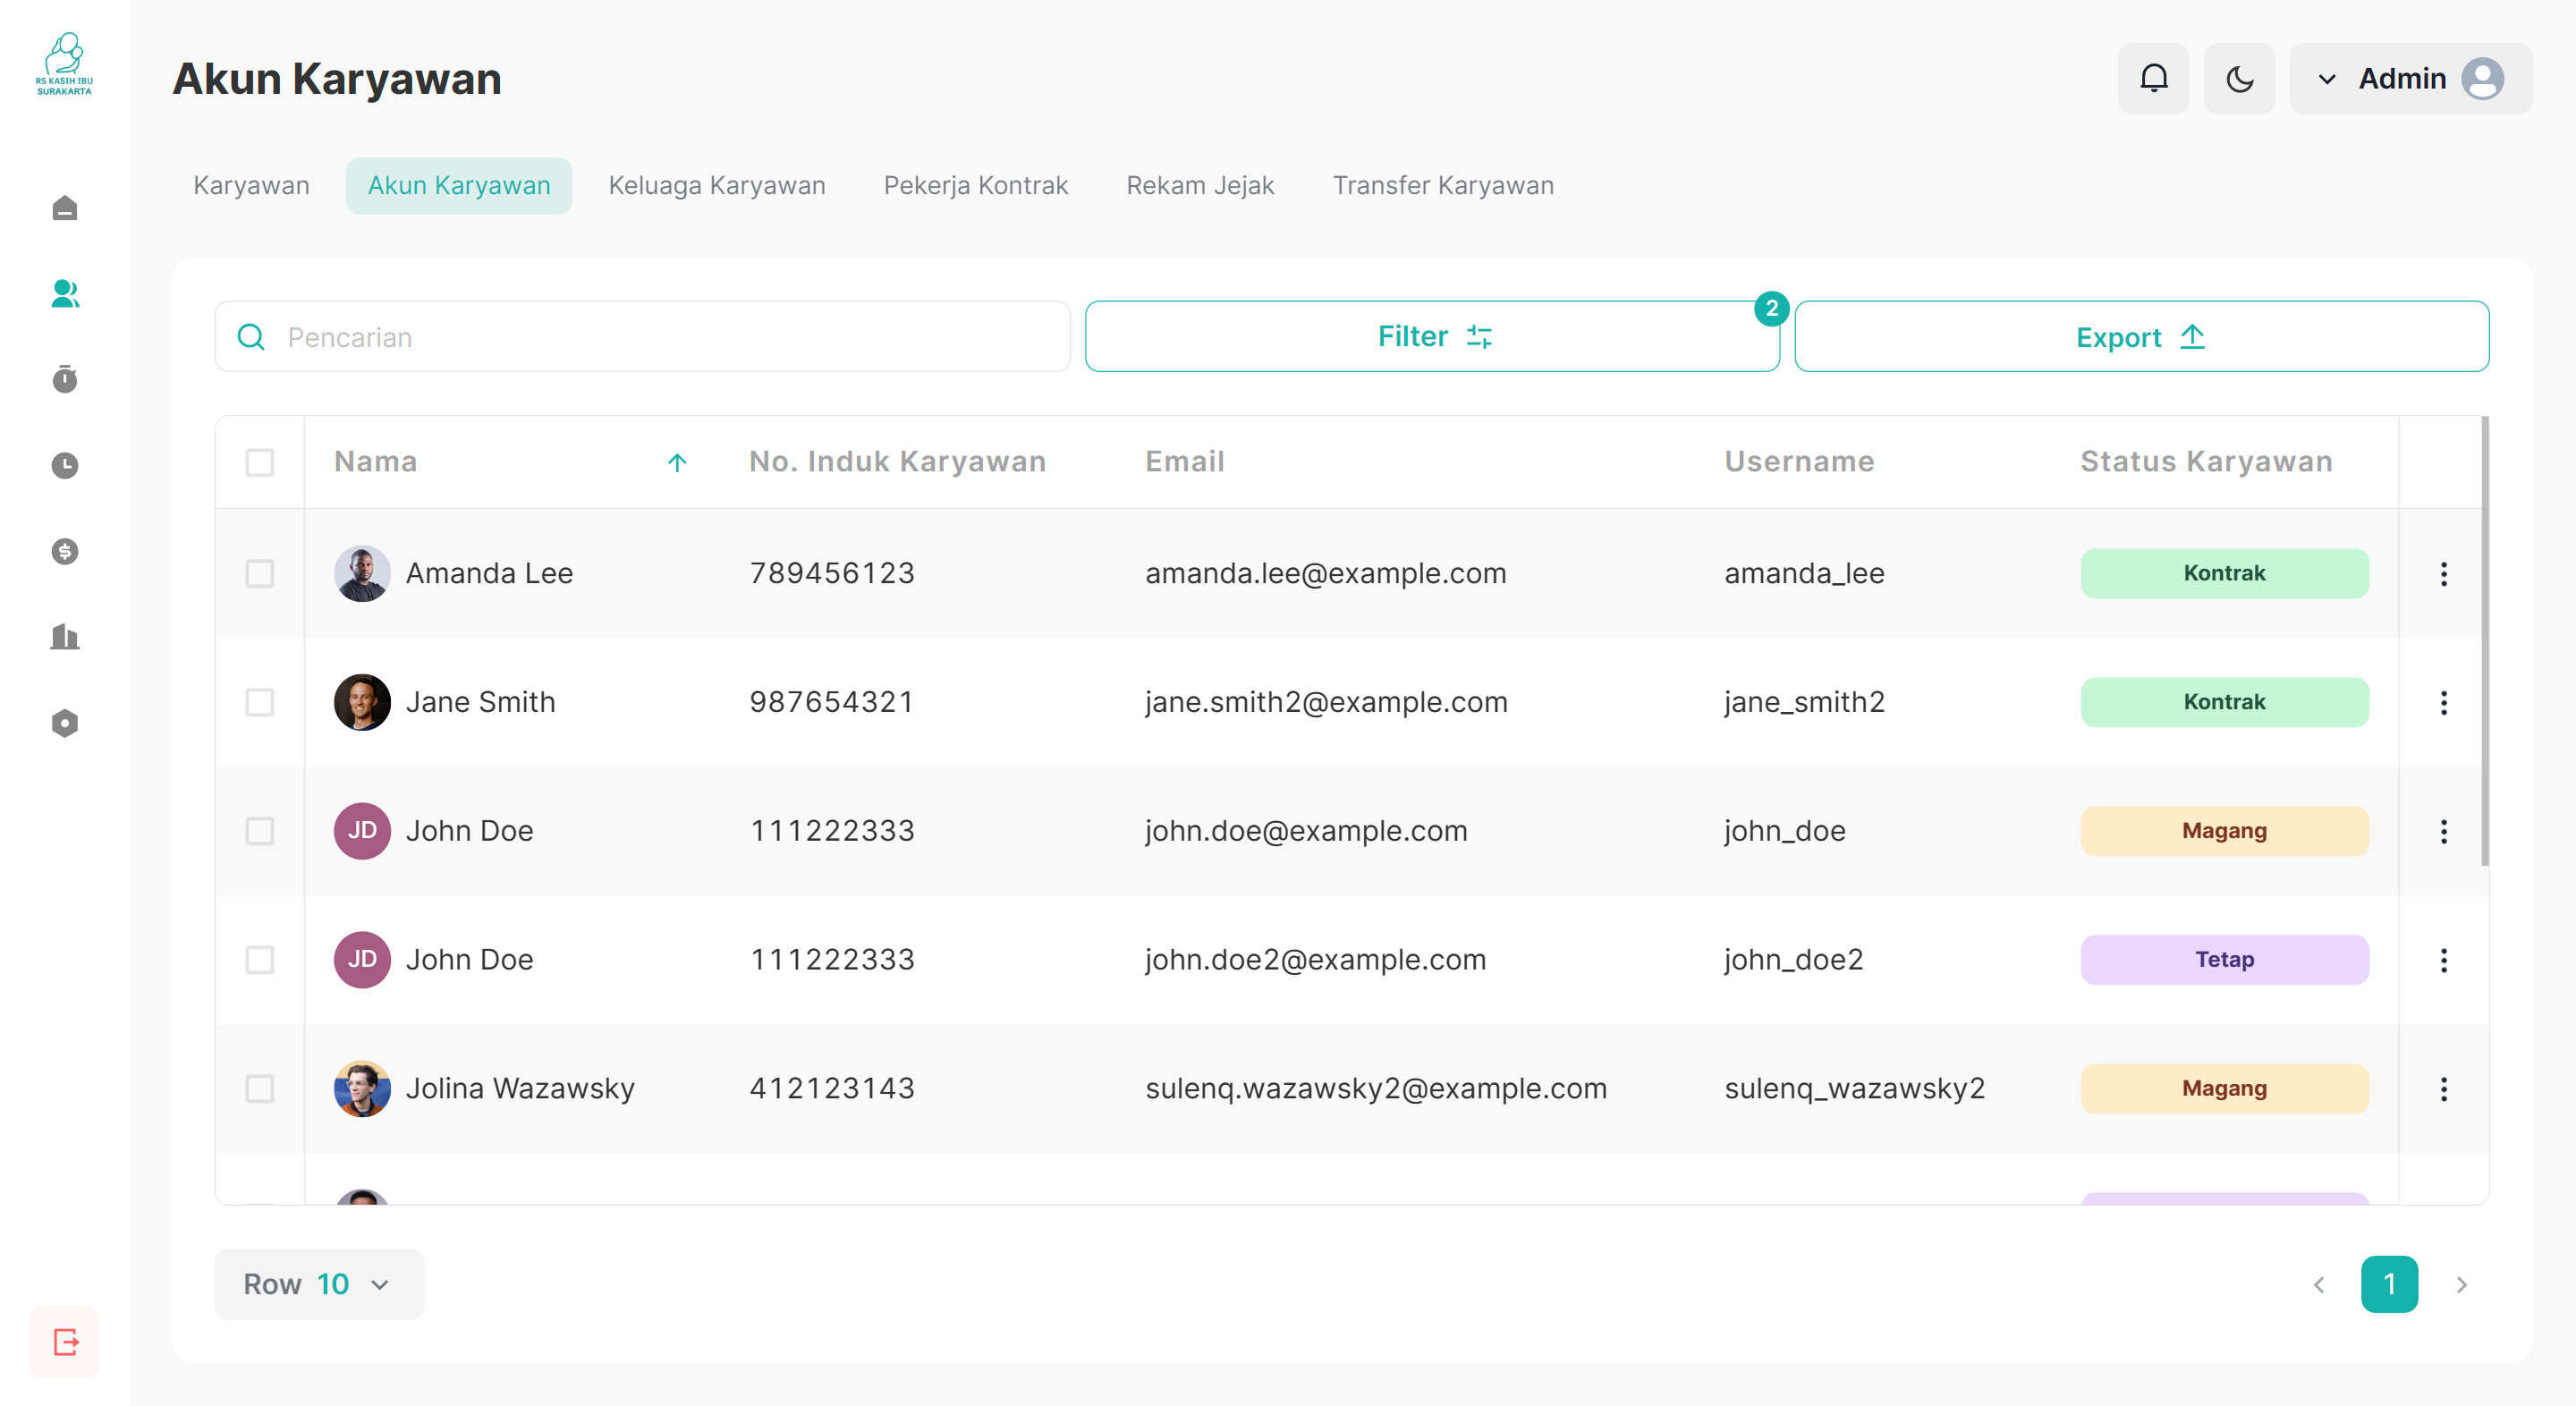 RS KASIH IBU
SURAKARTA
Akun Karyawan
Admin
Karyawan Akun Karyawan Keluaga Karyawan Pekerja Kontrak Rekam Jejak Transfer Karyawan
Pencarian Filter 2 Export
Nama No. Induk Karyawan Email Username Status Karyawan
Amanda Lee 789456123 amanda.lee@example.com amanda_lee Kontrak
Jane Smith 987654321 jane.smith2@example.com jane_smith2 Kontrak
JD John Doe 111222333 john.doe@example.com john_doe Magang
JD John Doe 111222333 john.doe2@example.com john_doe2 Tetap
Jolina Wazawsky 412123143 sulenq.wazawsky2@example.com sulenq_wazawsky2 Magang
Row 10 1